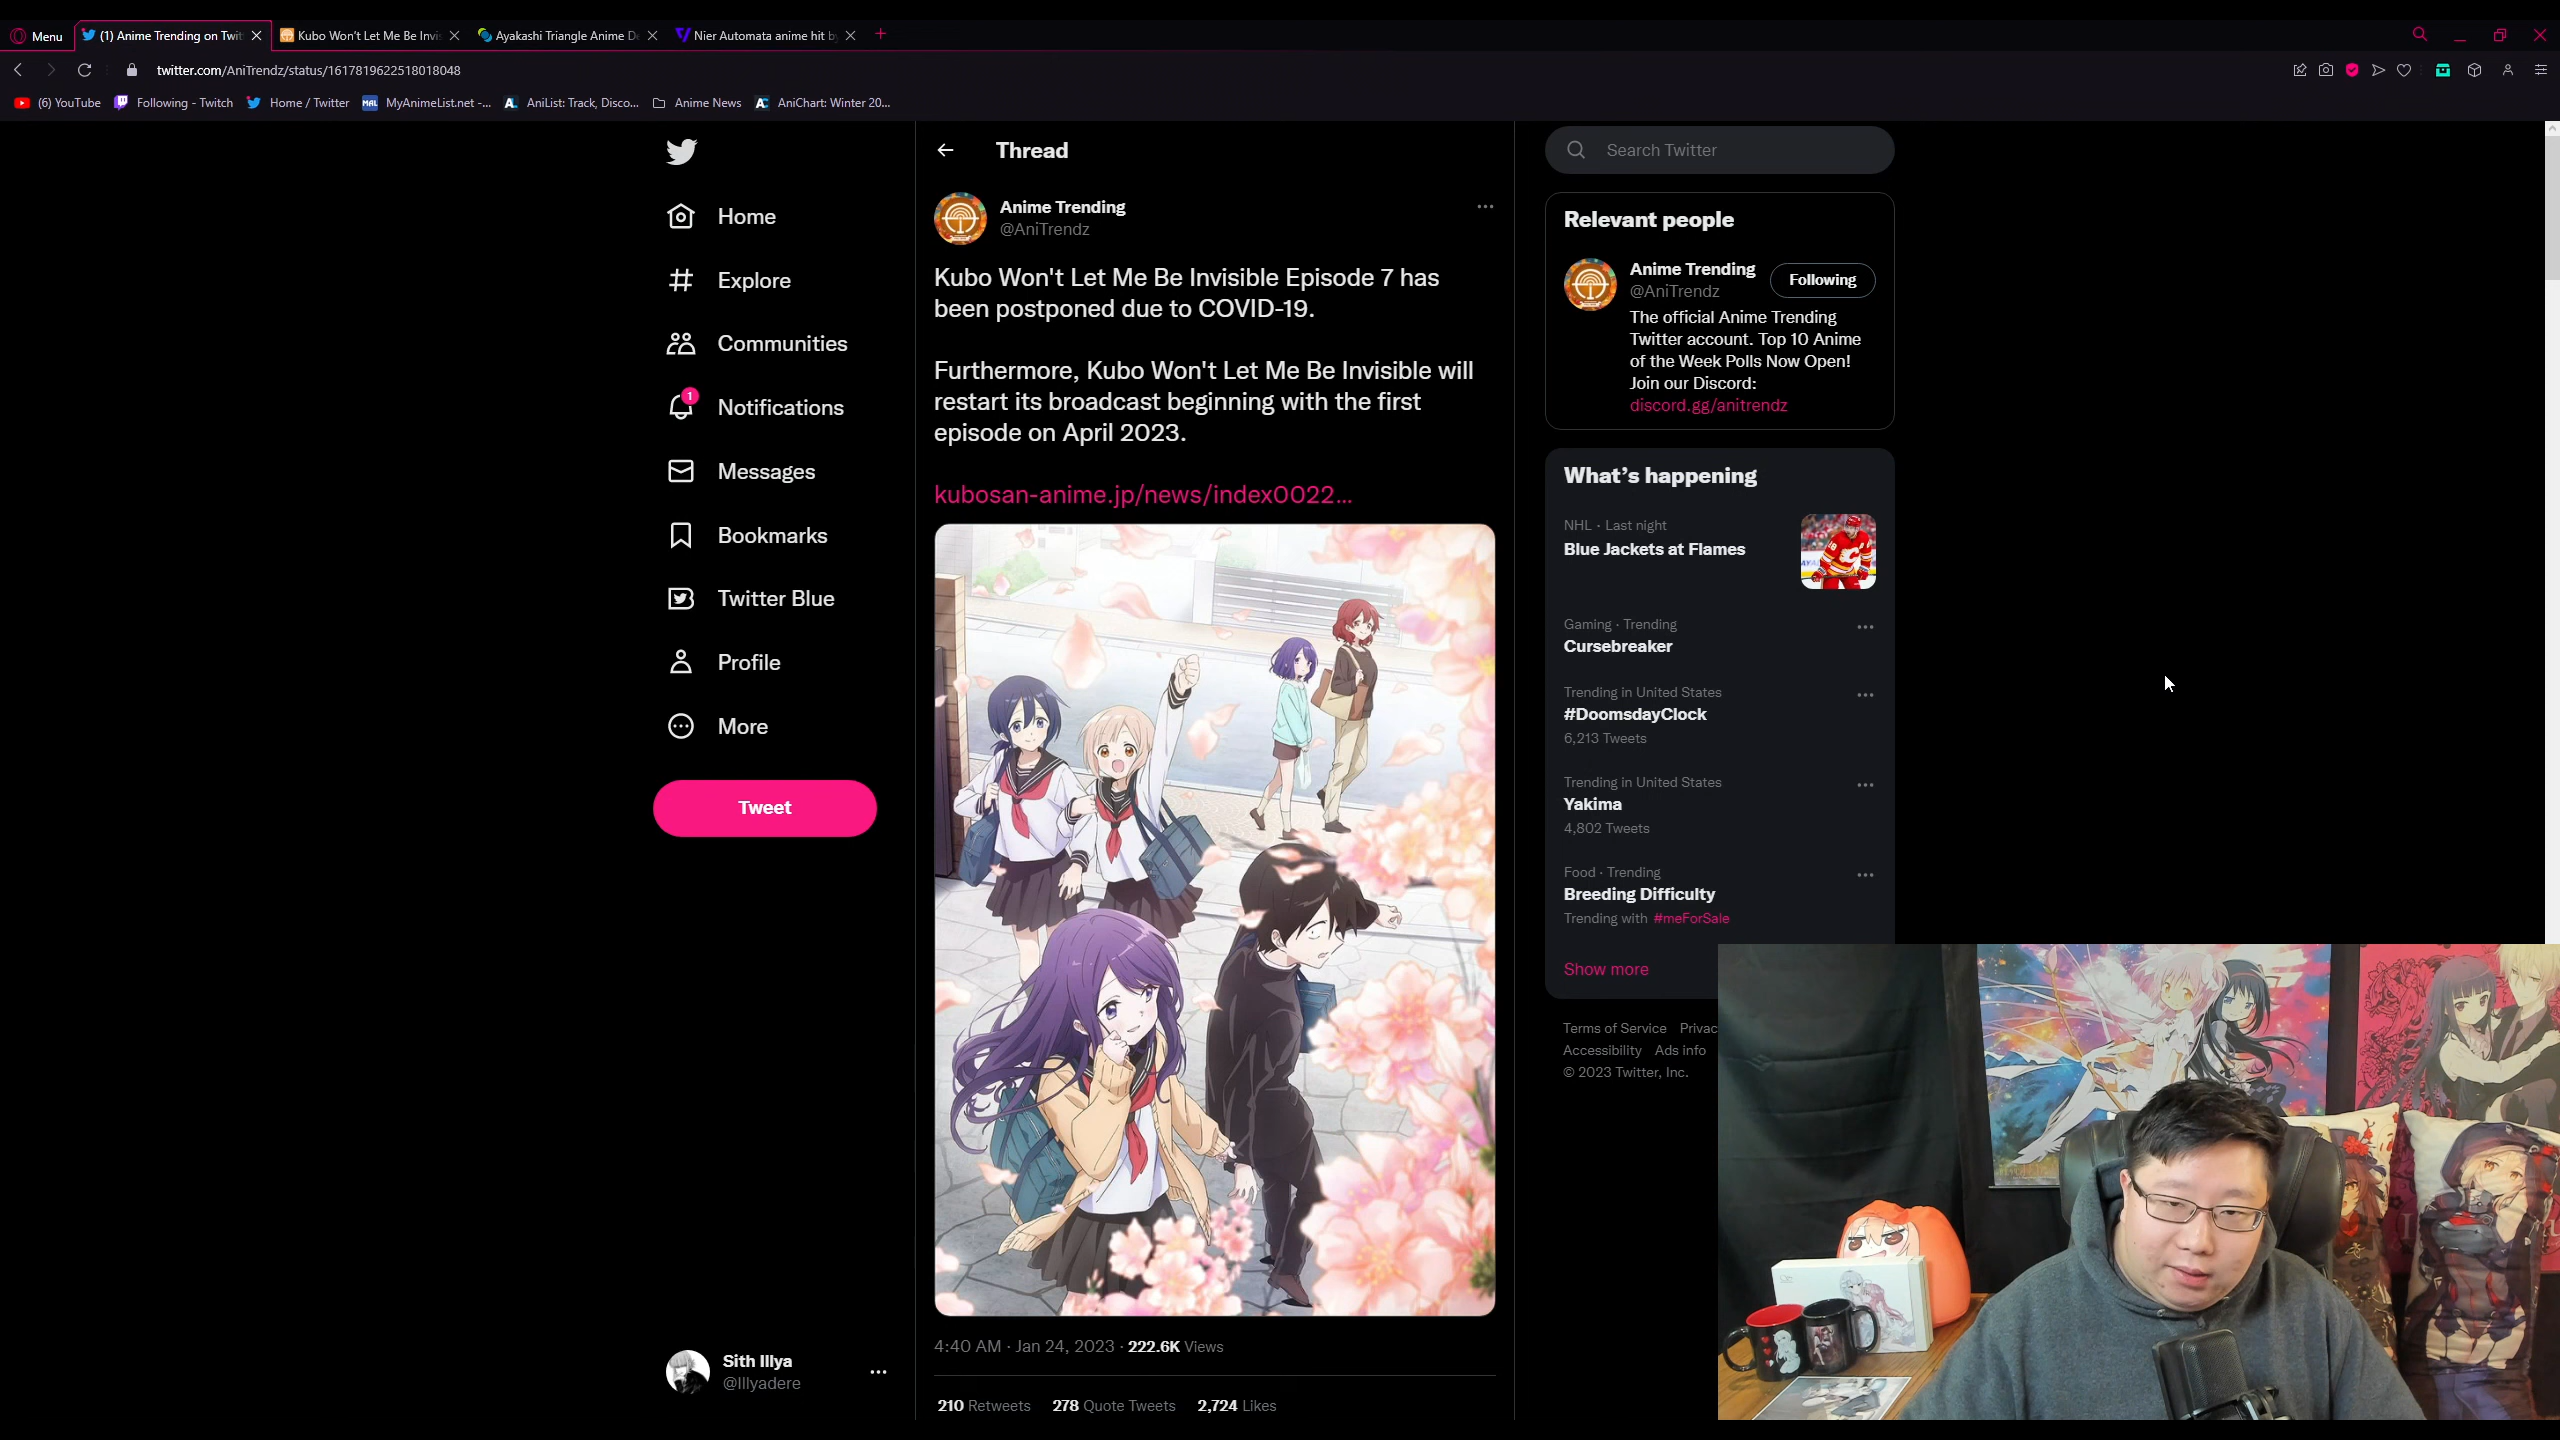 Menu
(1) Anime Trending on Twit
Kubo Won't Let Me Be Invis
Ayakashi Triangle Anime De
Nier Automata anime hit by
twitter.com/AniTrendz/status/1617819622518018048
(6) YouTube
Following - Twitch
Home / Twitter
MAL
MyAnimeList.net -...
AniList: Track, Disco...
Anime News
AniChart: Winter 20...
Home
Explore
Communities
1
Notifications
Messages
Bookmarks
Twitter Blue
Profile
More
Tweet
Sith Illya
@Illyadere
Thread
Anime Trending
@AniTrendz
Kubo Won't Let Me Be Invisible Episode 7 has
been postponed due to COVID-19.
Furthermore, Kubo Won't Let Me Be Invisible will
restart its broadcast beginning with the first
episode on April 2023.
kubosan-anime.jp/news/index0022...
4:40 AM · Jan 24, 2023 · 222.6K Views
210 Retweets 278 Quote Tweets 2,724 Likes
Search Twitter
Relevant people
Anime Trending
@AniTrendz
Following
The official Anime Trending
Twitter account. Top 10 Anime
of the Week Polls Now Open!
Join our Discord:
discord.gg/anitrendz
What's happening
NHL · Last night
Blue Jackets at Flames
Gaming · Trending
Cursebreaker
Trending in United States
#DoomsdayClock
6,213 Tweets
Trending in United States
Yakima
4,802 Tweets
Food · Trending
Breeding Difficulty
Trending with #meForSale
Show more
Terms of Service Privac
Accessibility Ads info
© 2023 Twitter, Inc.